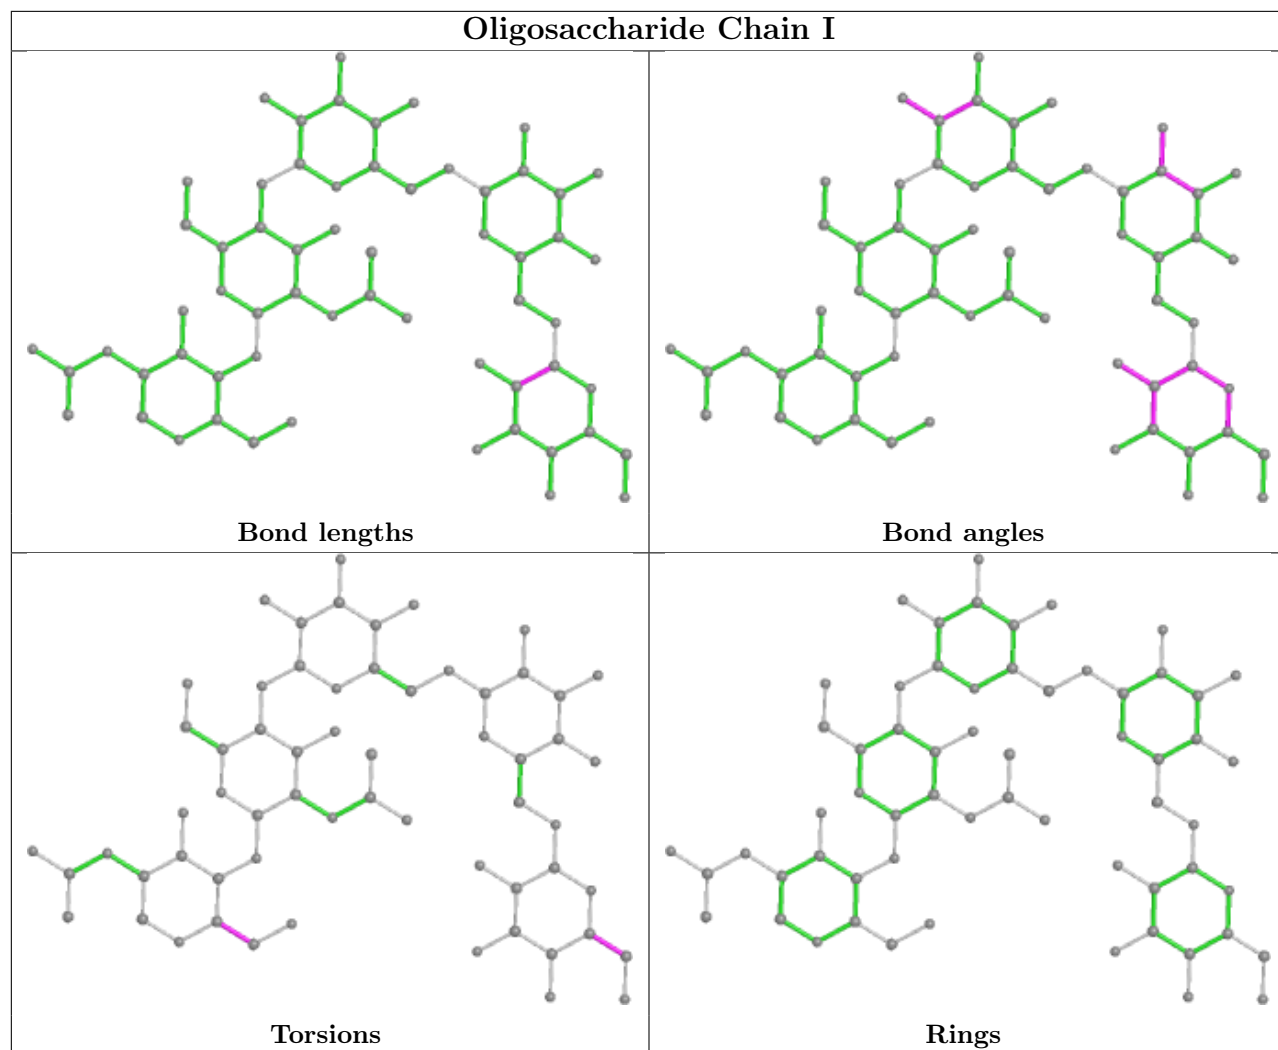 Oligosaccharide Chain I
Bond lengths
Bond angles
Torsions
Rings